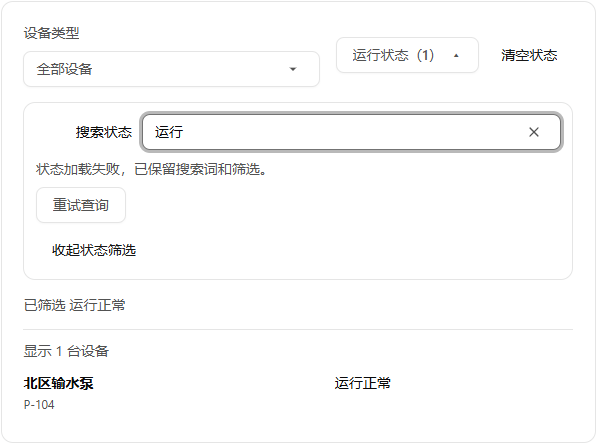 设备类型
全部设备
运行状态（1）
清空状态
搜索状态
运行
状态加载失败，已保留搜索词和筛选。
重试查询
收起状态筛选
已筛选 运行正常
显示 1 台设备
北区输水泵
运行正常
P-104